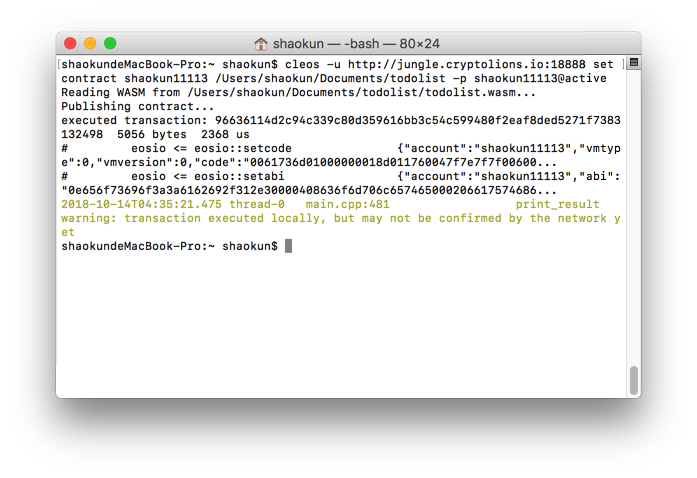 shaokun — -bash — 80×24
[shaokundeMacBook-Pro:~ shaokun$ cleos -u http://jungle.cryptolions.io:18888 set ]
contract shaokun11113 /Users/shaokun/Documents/todolist -p shaokun11113@active
Reading WASM from /Users/shaokun/Documents/todolist/todolist.wasm...
Publishing contract...
executed transaction: 96636114d2c94c339c80d359616bb3c54c599480f2eaf8ded5271f7383
132498  5056 bytes  2368 us
#         eosio <= eosio::setcode               {"account":"shaokun11113","vmtyp
e":0,"vmversion":0,"code":"0061736d01000000018d011760047f7e7f7f00600...
#         eosio <= eosio::setabi                {"account":"shaokun11113","abi":
"0e656f73696f3a3a6162692f312e30000408636f6d706c657465000206617574686...
2018-10-14T04:35:21.475 thread-0   main.cpp:481                  print_result
warning: transaction executed locally, but may not be confirmed by the network y
et
shaokundeMacBook-Pro:~ shaokun$